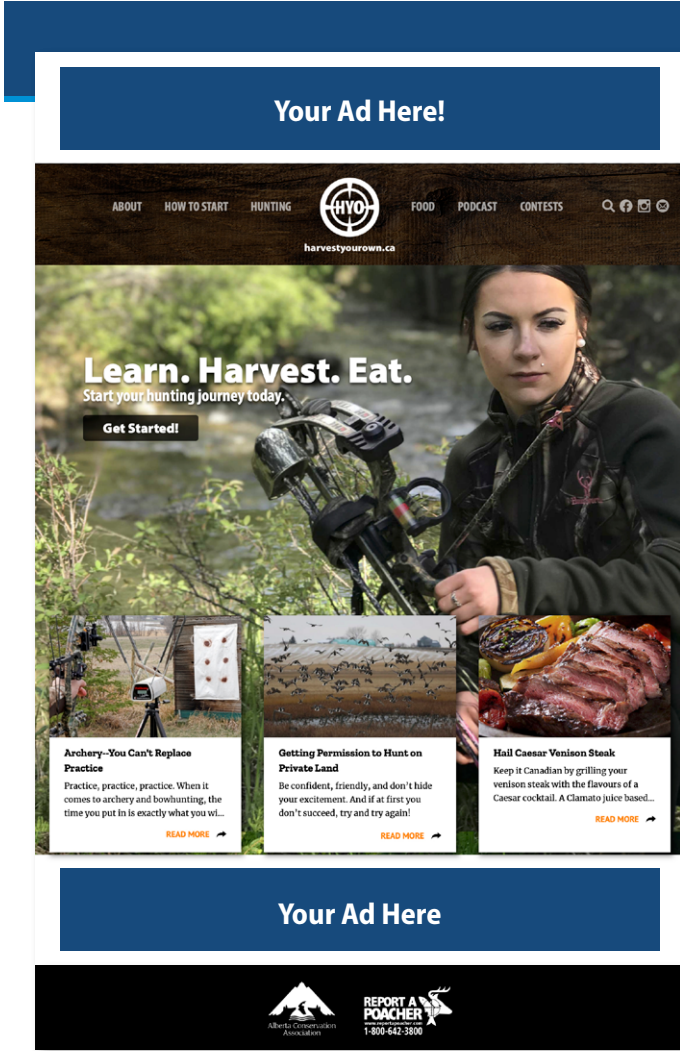 Your Ad Here!
ABOUT HOW TO START HUNTING HYO FOOD PODCAST CONTESTS
harvestyourown.ca
Learn. Harvest. Eat.
Start your hunting journey today.
Get Started!
Archery--You Can't Replace
Practice
Practice, practice, practice. When it
comes to archery and bowhunting, the
time you put in is exactly what you wi...
READ MORE
Getting Permission to Hunt on
Private Land
Be confident, friendly, and don't hide
your excitement. And if at first you
don't succeed, try and try again!
READ MORE
Hail Caesar Venison Steak
Keep it Canadian by grilling your
venison steak with the flavours of a
Caesar cocktail. A Clamato juice based...
READ MORE
Your Ad Here
Alberta Conservation
Association
REPORT A
POACHER
www.reportapoacher.com
1-800-642-3800